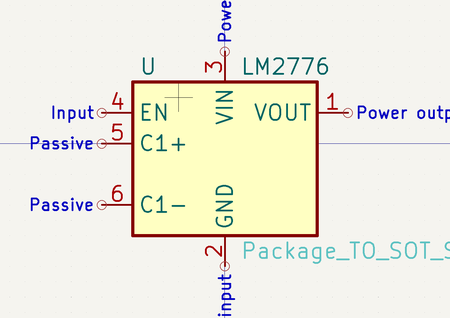 Powe
U
3
LM2776
Input
4
EN
VIN
VOUT
1
Power outp
Passive
5
C1+
Passive
6
C1-
GND
2
Package_TO_SOT_S
input